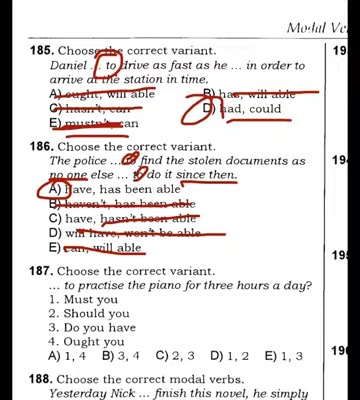 Modal Ve
185. Choose the correct variant.
Daniel ... to drive as fast as he ... in order to
arrive at the station in time.
A) ought, will able B) has, will able
C) hasn't, can D) had, could
E) mustn't, can
186. Choose the correct variant.
The police ... to find the stolen documents as
no one else ... to do it since then.
A) have, has been able
B) haven't, has been able
C) have, hasn't been able
D) will have, won't be able
E) can, will able
187. Choose the correct variant.
... to practise the piano for three hours a day?
1. Must you
2. Should you
3. Do you have
4. Ought you
A) 1, 4 B) 3, 4 C) 2, 3 D) 1, 2 E) 1, 3
188. Choose the correct modal verbs.
Yesterday Nick ... finish this novel, he simply
19
194
195
190